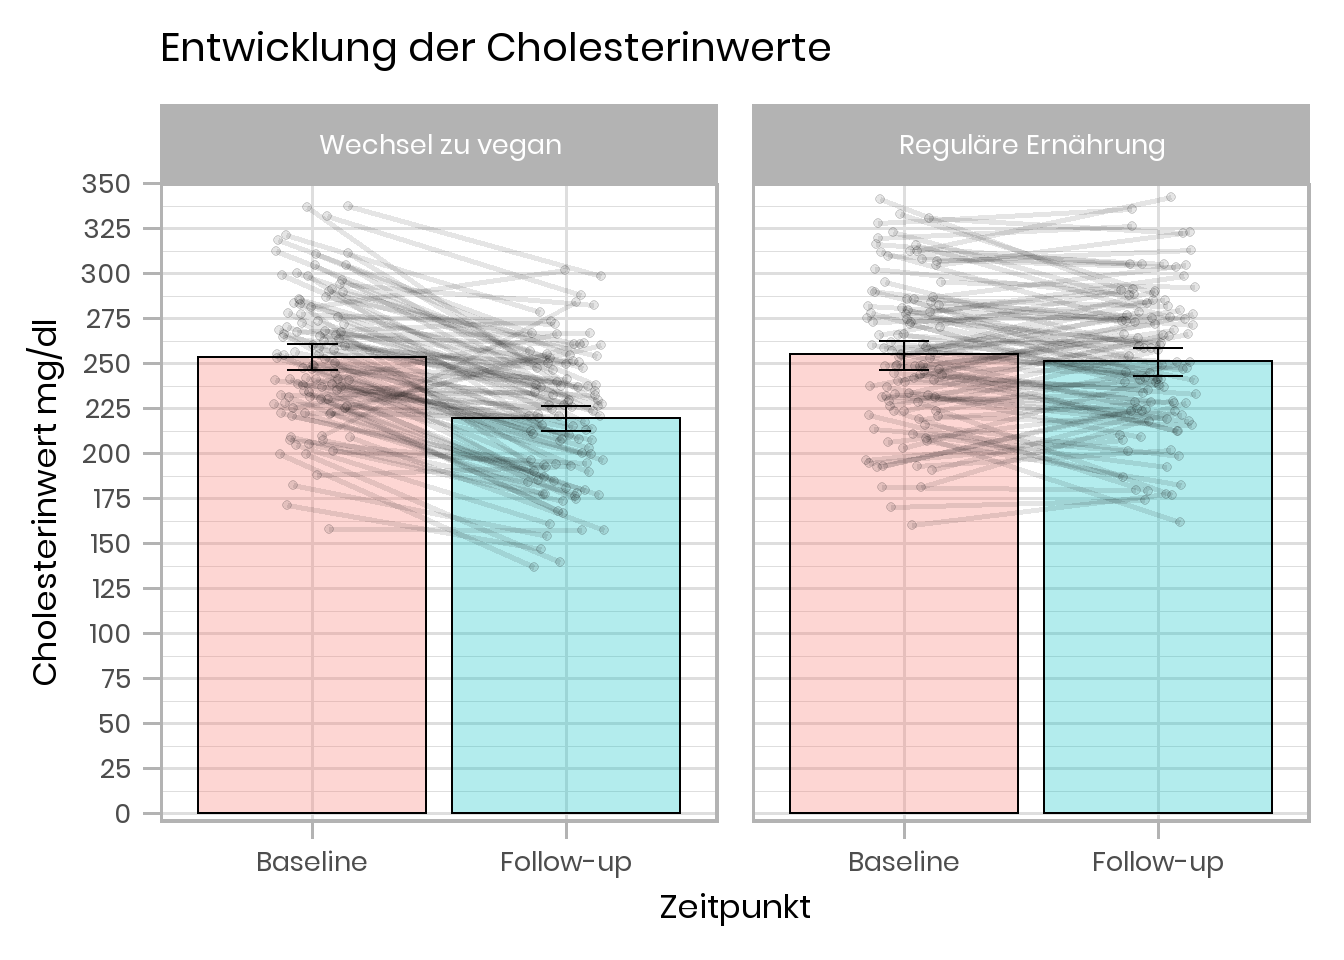 Entwicklung der Cholesterinwerte
Wechsel zu vegan
Reguläre Ernährung
Cholesterinwert mg/dl
350
325
300
275
250
225
200
175
150
125
100
75
50
25
0
Baseline
Follow-up
Baseline
Follow-up
Zeitpunkt